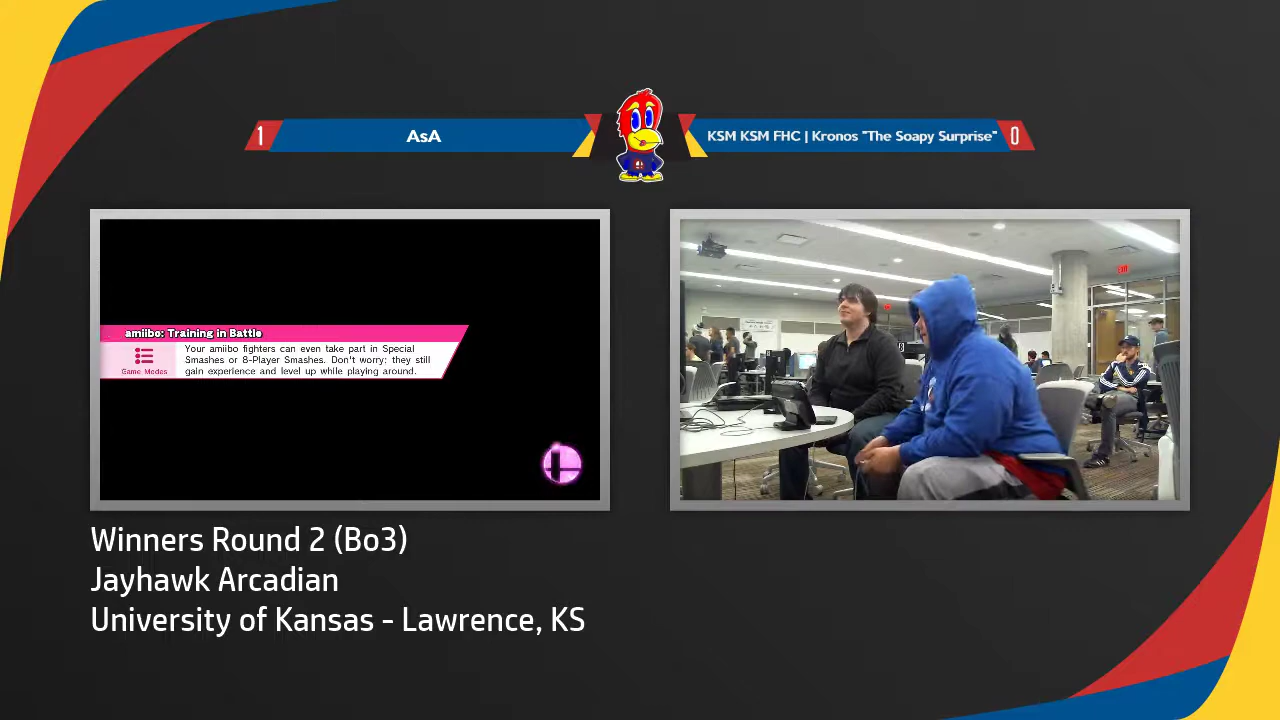 1
AsA
KSM KSM FHC | Kronos "The Soapy Surprise"
0
amiibo: Training in Battle
Game Modes
Your amiibo fighters can even take part in Special
Smashes or 8-Player Smashes. Don't worry: they still
gain experience and level up while playing around.
Winners Round 2 (Bo3)
Jayhawk Arcadian
University of Kansas - Lawrence, KS